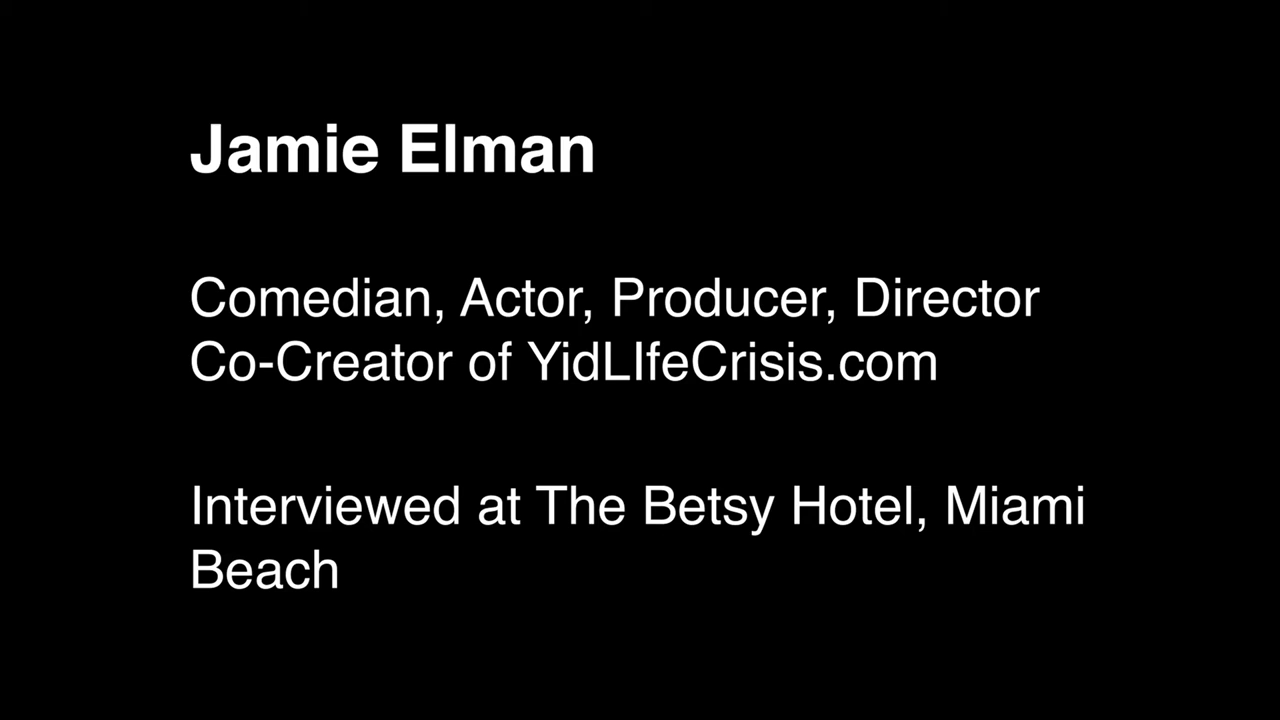 Jamie Elman
Comedian, Actor, Producer, Director
Co-Creator of YidLIfeCrisis.com
Interviewed at The Betsy Hotel, Miami
Beach